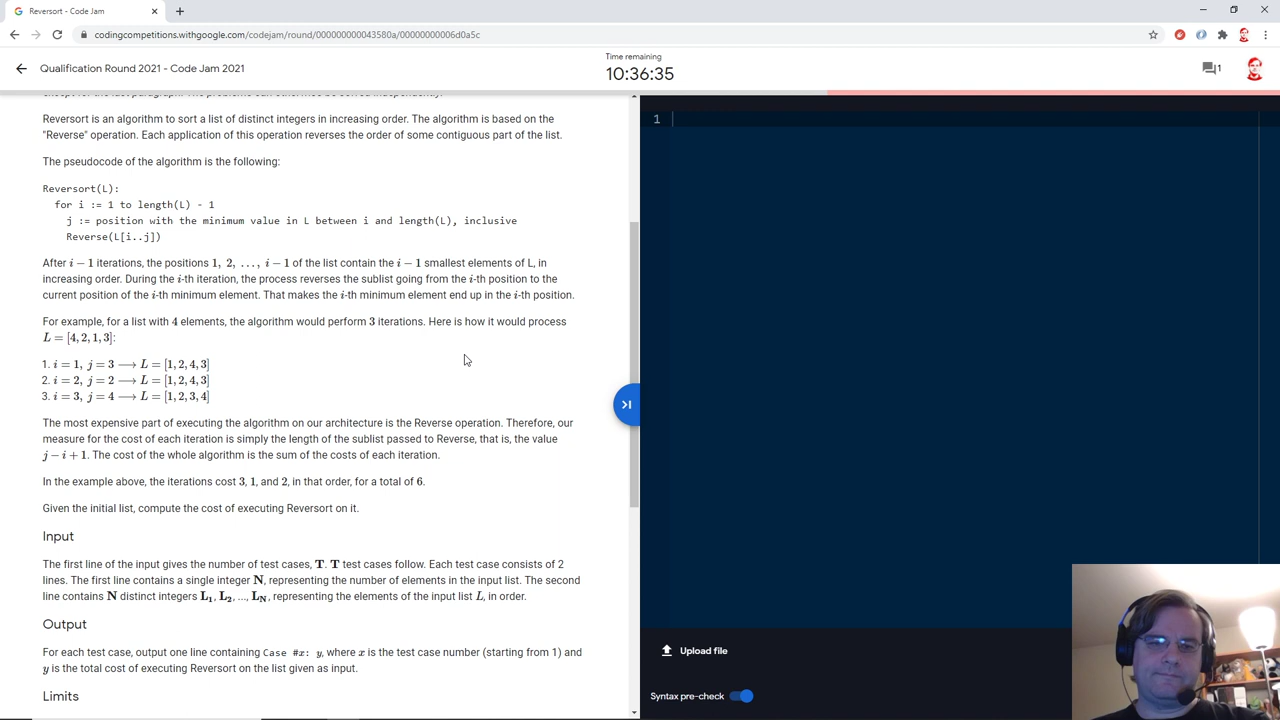 Reversort - Code Jam
codingcompetitions.withgoogle.com/codejam/round/000000000043580a/00000000006d0a5c
Time remaining
Qualification Round 2021 - Code Jam 2021
10:36:35
1
except for the last paragraph. The problems can otherwise be solved independently.
Reversort is an algorithm to sort a list of distinct integers in increasing order. The algorithm is based on the
"Reverse" operation. Each application of this operation reverses the order of some contiguous part of the list.
The pseudocode of the algorithm is the following:
Reversort(L):
for i := 1 to length(L) - 1
j := position with the minimum value in L between i and length(L), inclusive
Reverse(L[i..j])
After i − 1 iterations, the positions 1, 2, …, i − 1 of the list contain the i − 1 smallest elements of L, in
increasing order. During the i-th iteration, the process reverses the sublist going from the i-th position to the
current position of the i-th minimum element. That makes the i-th minimum element end up in the i-th position.
For example, for a list with 4 elements, the algorithm would perform 3 iterations. Here is how it would process
L = [4, 2, 1, 3]:
1. i = 1, j = 3 ⟶ L = [1, 2, 4, 3]
2. i = 2, j = 2 ⟶ L = [1, 2, 4, 3]
3. i = 3, j = 4 ⟶ L = [1, 2, 3, 4]
The most expensive part of executing the algorithm on our architecture is the Reverse operation. Therefore, our
measure for the cost of each iteration is simply the length of the sublist passed to Reverse, that is, the value
j − i + 1. The cost of the whole algorithm is the sum of the costs of each iteration.
In the example above, the iterations cost 3, 1, and 2, in that order, for a total of 6.
Given the initial list, compute the cost of executing Reversort on it.
Input
The first line of the input gives the number of test cases, T. T test cases follow. Each test case consists of 2
lines. The first line contains a single integer N, representing the number of elements in the input list. The second
line contains N distinct integers L₁, L₂, ..., L_N, representing the elements of the input list L, in order.
Output
For each test case, output one line containing Case #x: y, where x is the test case number (starting from 1) and
y is the total cost of executing Reversort on the list given as input.
Limits
1
Upload file
Syntax pre-check